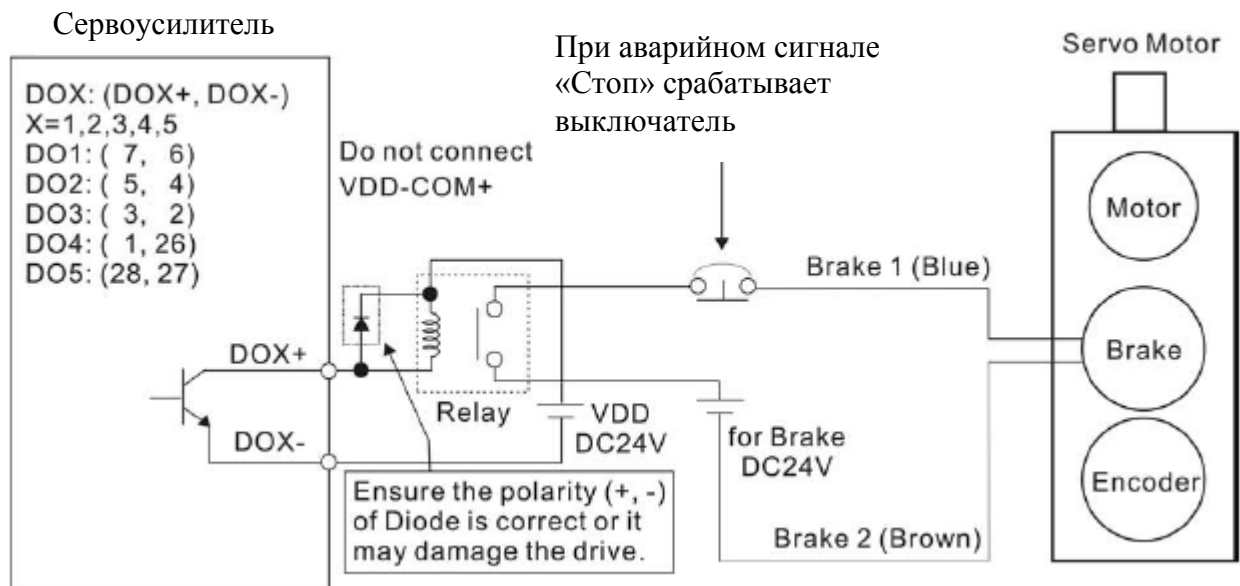 Сервоусилитель
DOX: (DOX+, DOX-)
X=1,2,3,4,5
DO1: ( 7, 6)
DO2: ( 5, 4)
DO3: ( 3, 2)
DO4: ( 1, 26)
DO5: (28, 27)
Do not connect
VDD-COM+
При аварийном сигнале
«Стоп» срабатывает
выключатель
Servo Motor
Motor
Brake 1 (Blue)
Brake
DOX+
Relay
VDD
DC24V
DOX-
for Brake
DC24V
Encoder
Ensure the polarity (+, -)
of Diode is correct or it
may damage the drive.
Brake 2 (Brown)